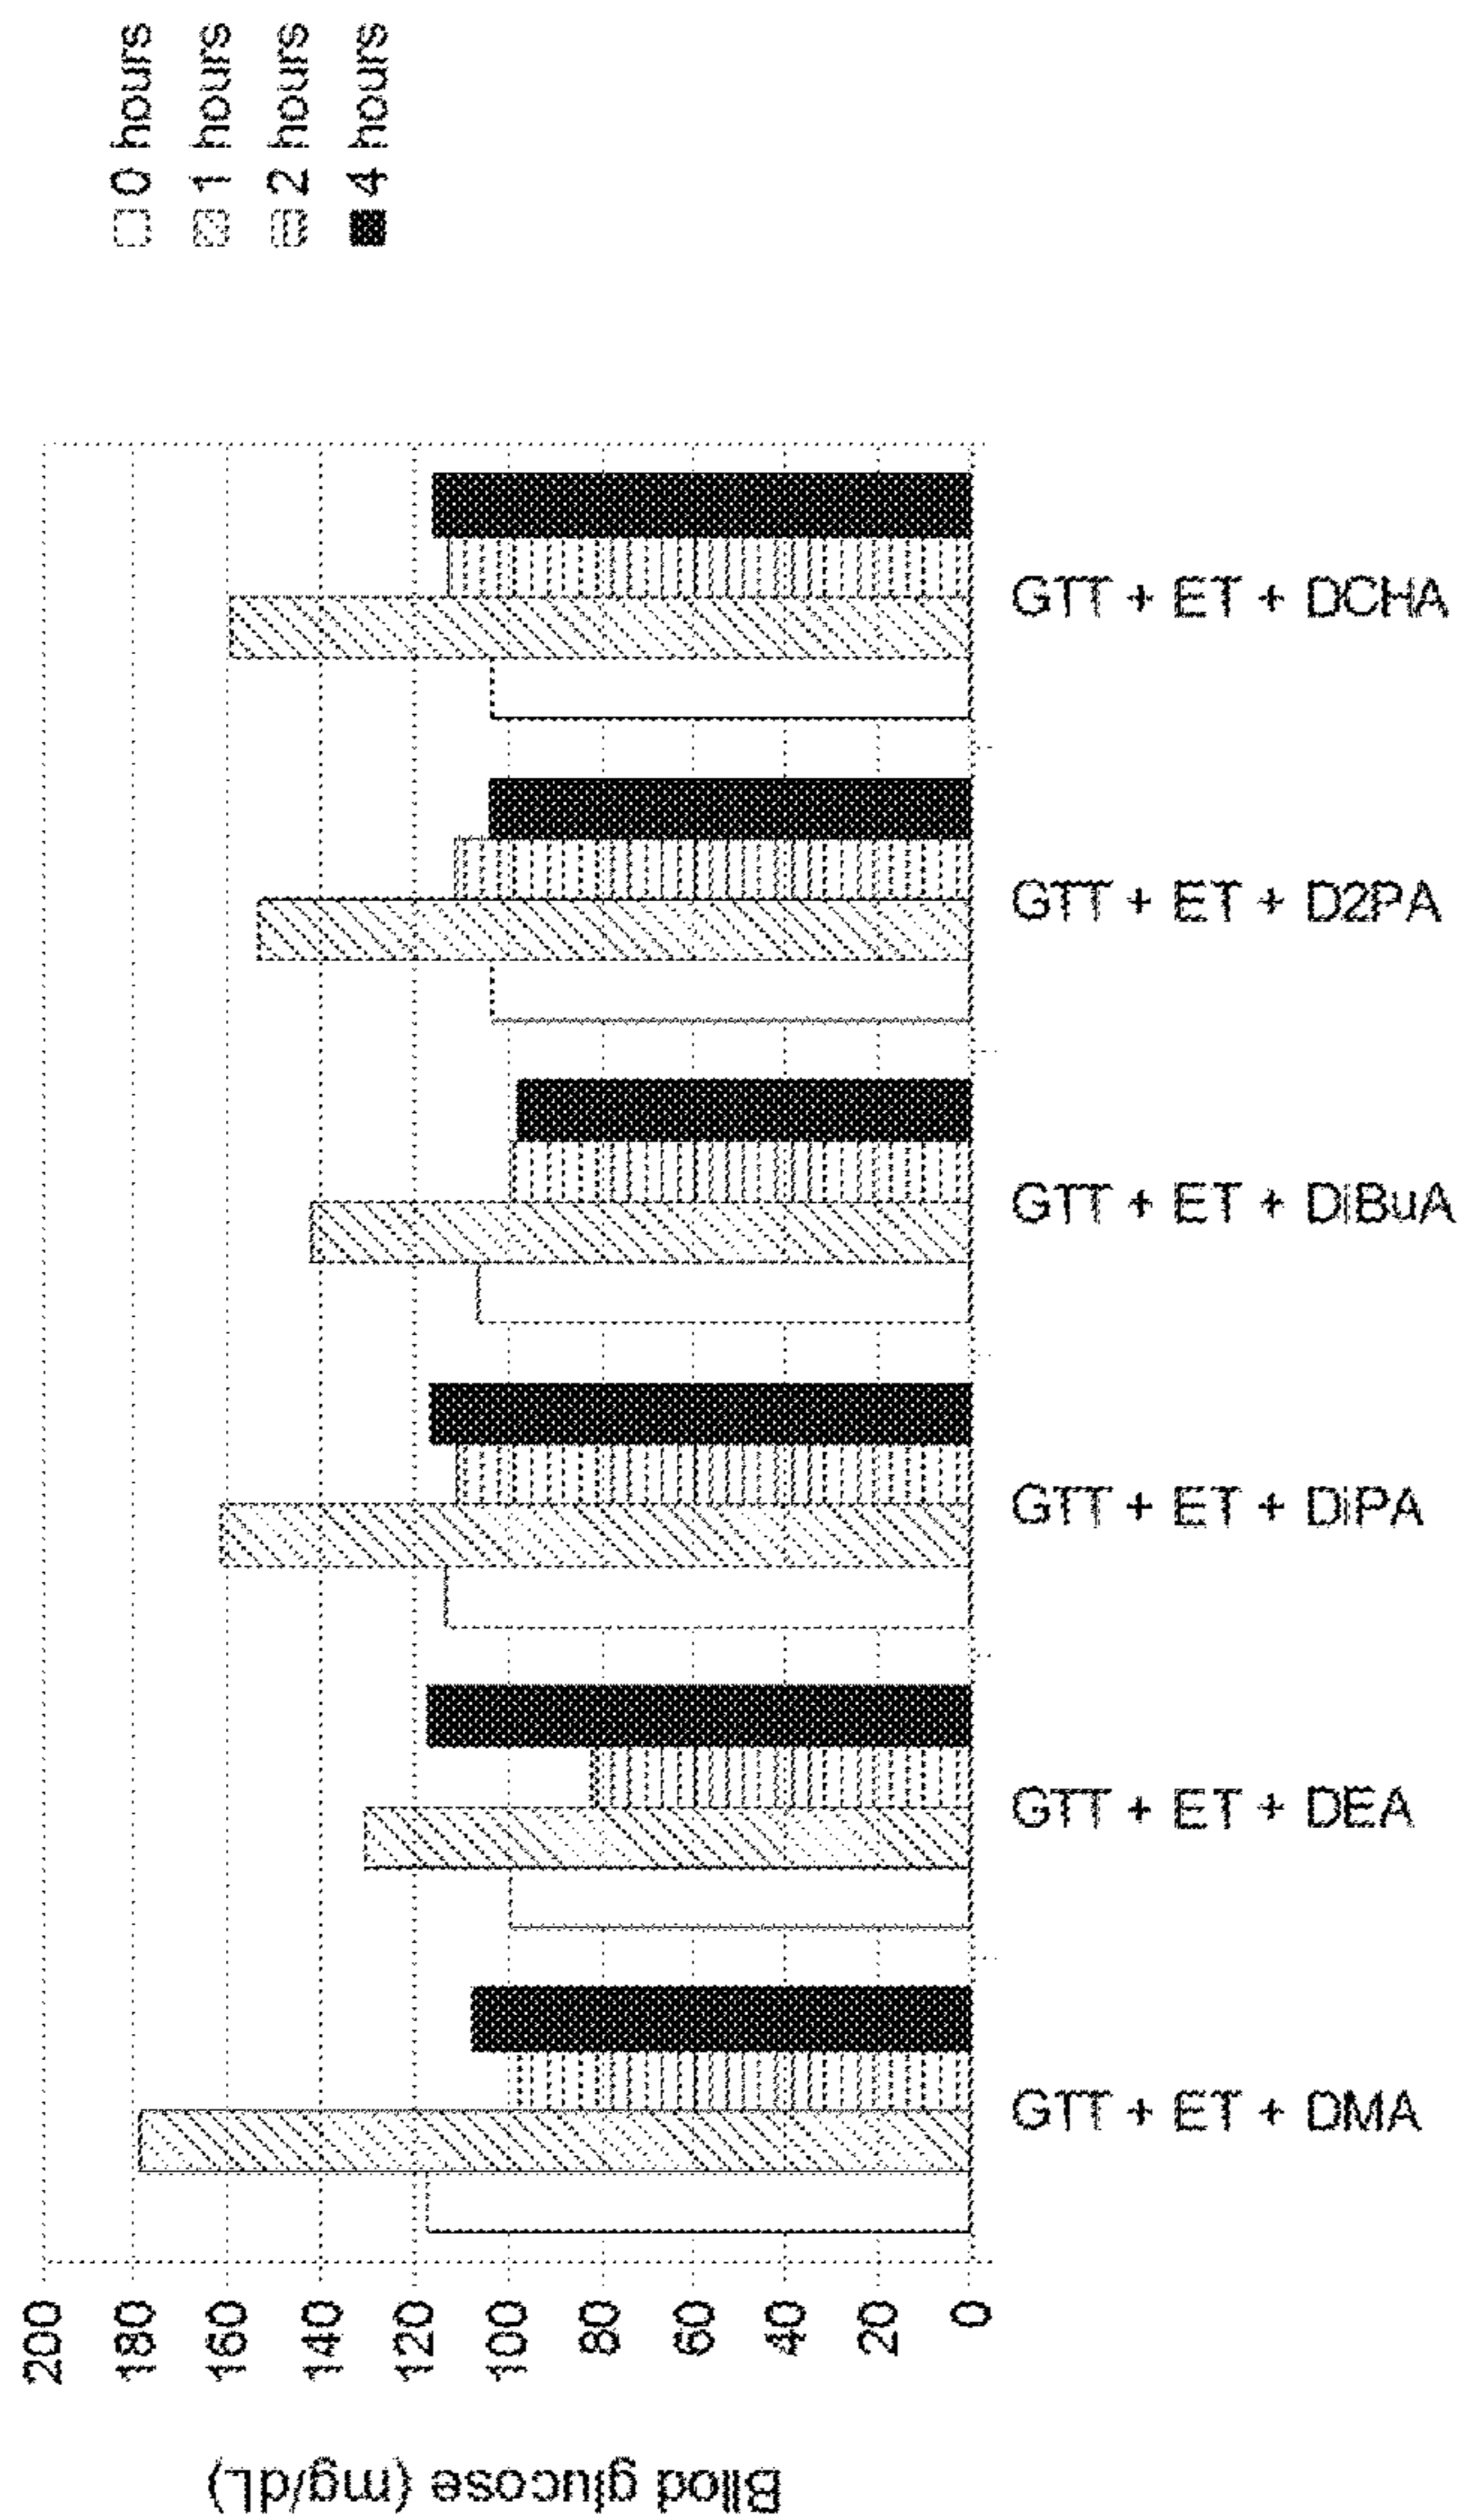 Bllod glucose (mg/dL)
200
180
160
140
120
100
80
60
40
20
0
GTT + ET + DMA
GTT + ET + DEA
GTT + ET + DiPA
GTT + ET + DiBuA
GTT + ET + D2PA
GTT + ET + DCHA
0 hours
1 hours
2 hours
4 hours